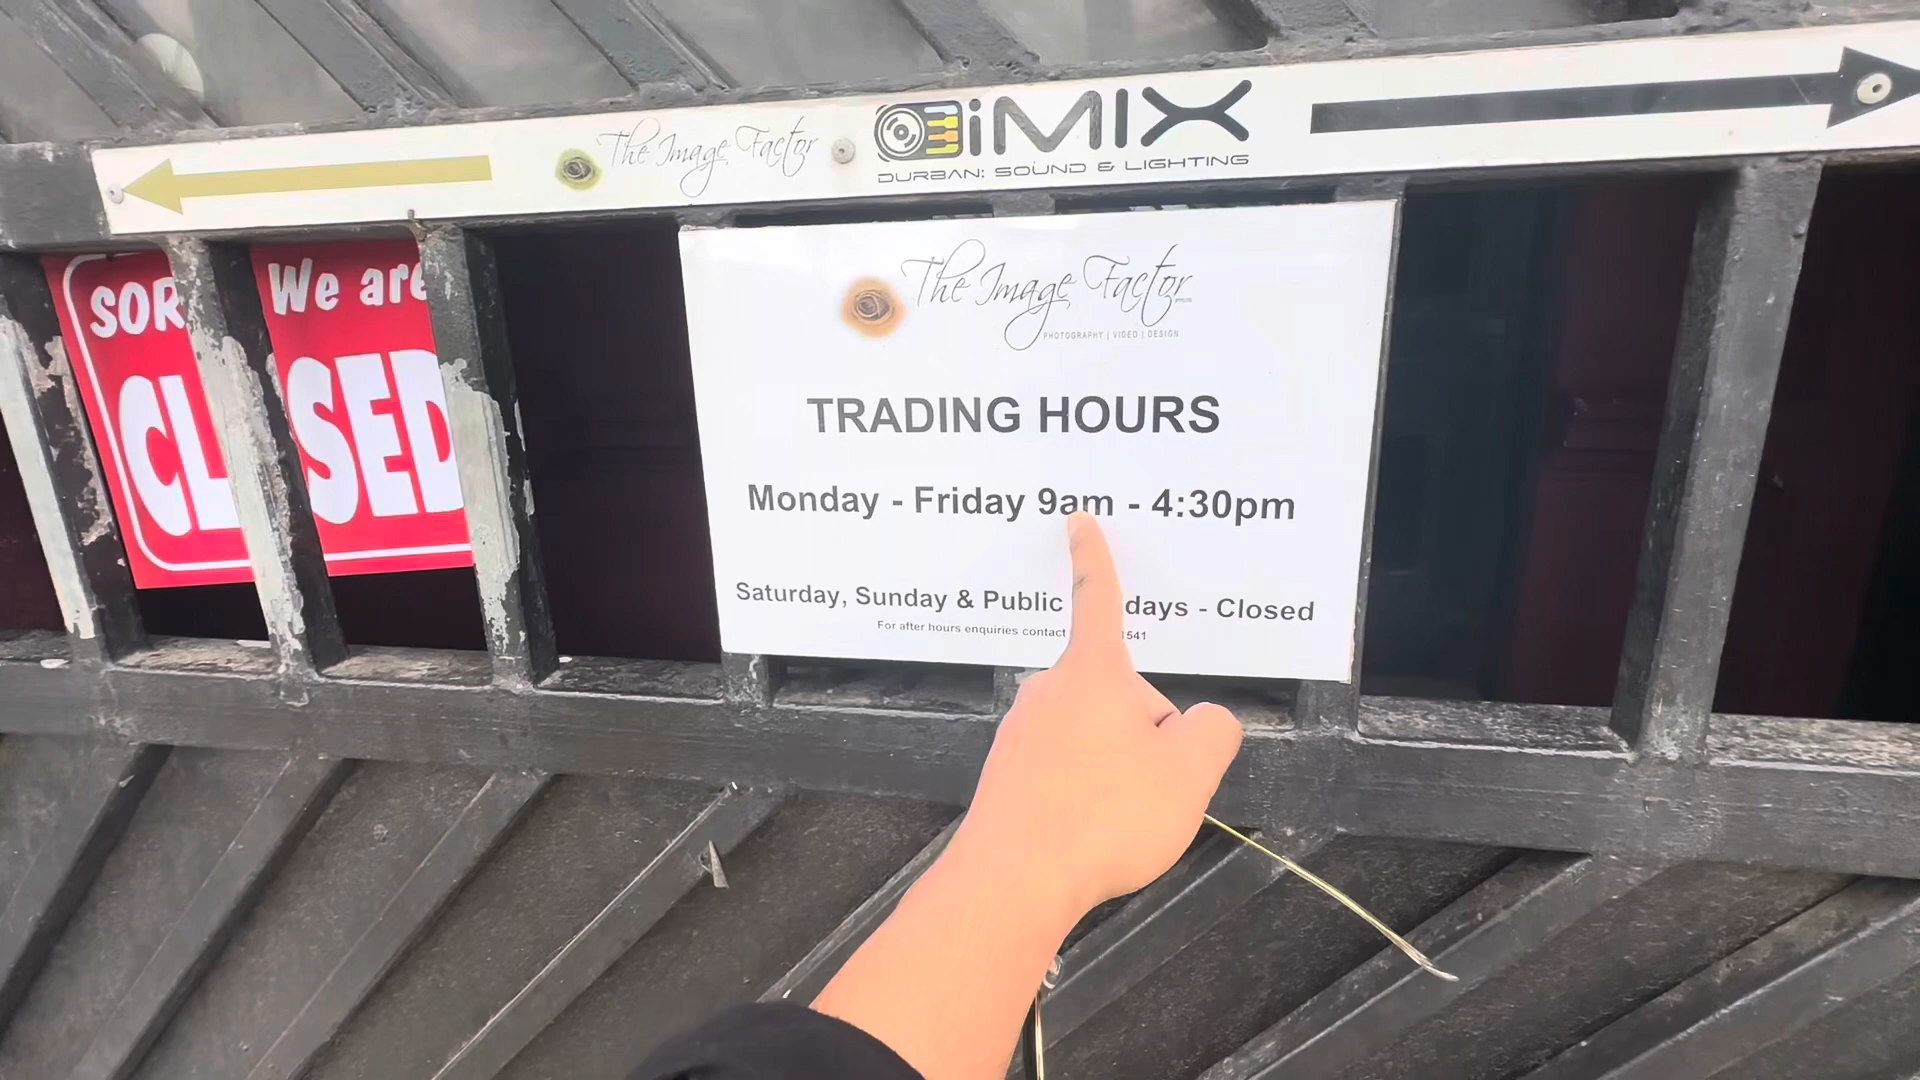 The Image Factor
iMIX
DURBAN: SOUND & LIGHTING
SOR
We are
CL SED
The Image Factor
PHOTOGRAPHY | VIDEO | DESIGN
TRADING HOURS
Monday - Friday 9am - 4:30pm
Saturday, Sunday & Public days - Closed
For after hours enquiries contact 1541